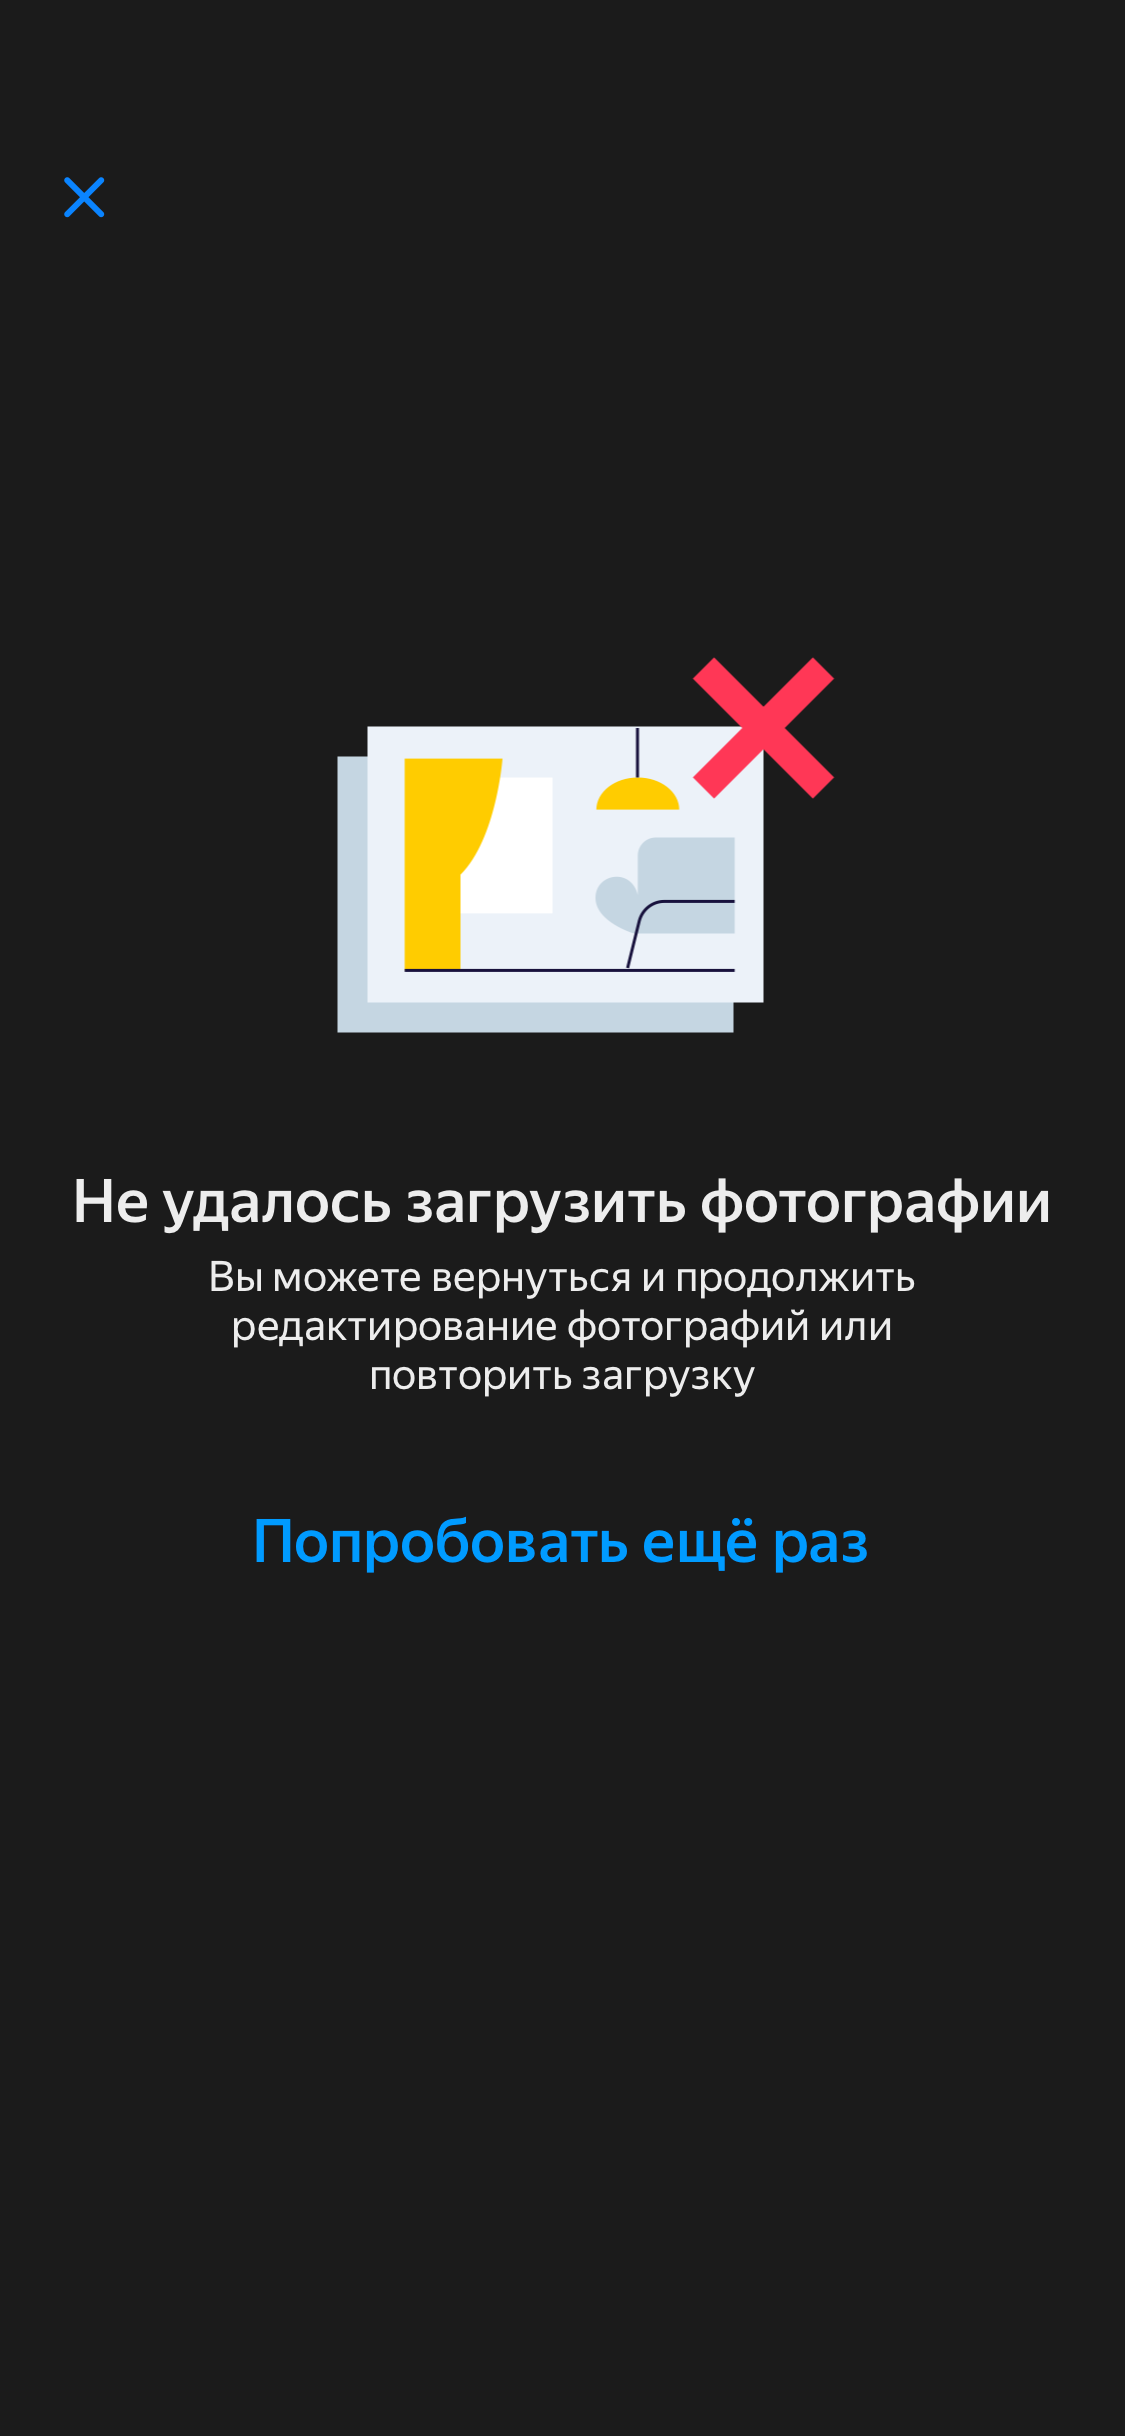 Не удалось загрузить фотографии
Вы можете вернуться и продолжить
редактирование фотографий или
повторить загрузку
Попробовать ещё раз